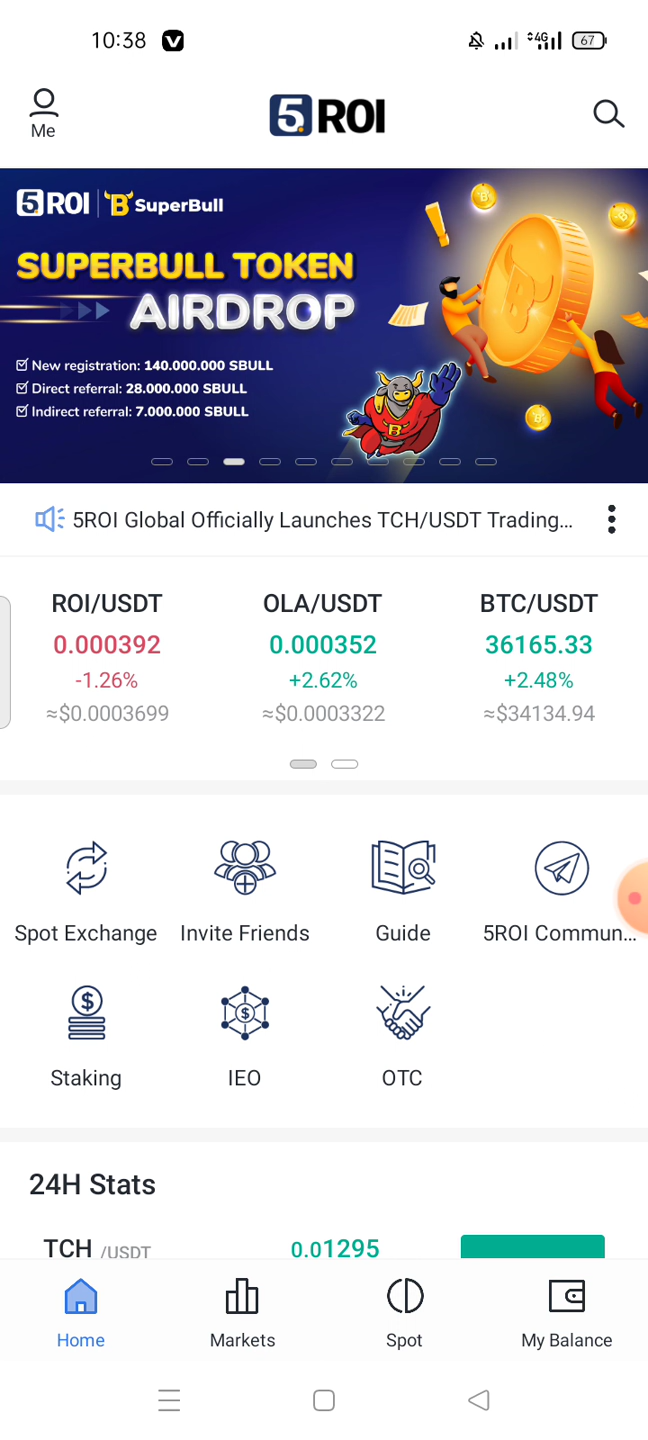 10:38
4G
67
Me
5 ROI
5ROI | B SuperBull
SUPERBULL TOKEN
AIRDROP
New registration: 140.000.000 SBULL
Direct referral: 28.000.000 SBULL
Indirect referral: 7.000.000 SBULL
5ROI Global Officially Launches TCH/USDT Trading...
ROI/USDT OLA/USDT BTC/USDT
0.000392 0.000352 36165.33
-1.26% +2.62% +2.48%
≈$0.0003699 ≈$0.0003322 ≈$34134.94
Spot Exchange Invite Friends Guide 5ROI Commun...
Staking IEO OTC
24H Stats
TCH /USDT 0.01295
Home Markets Spot My Balance